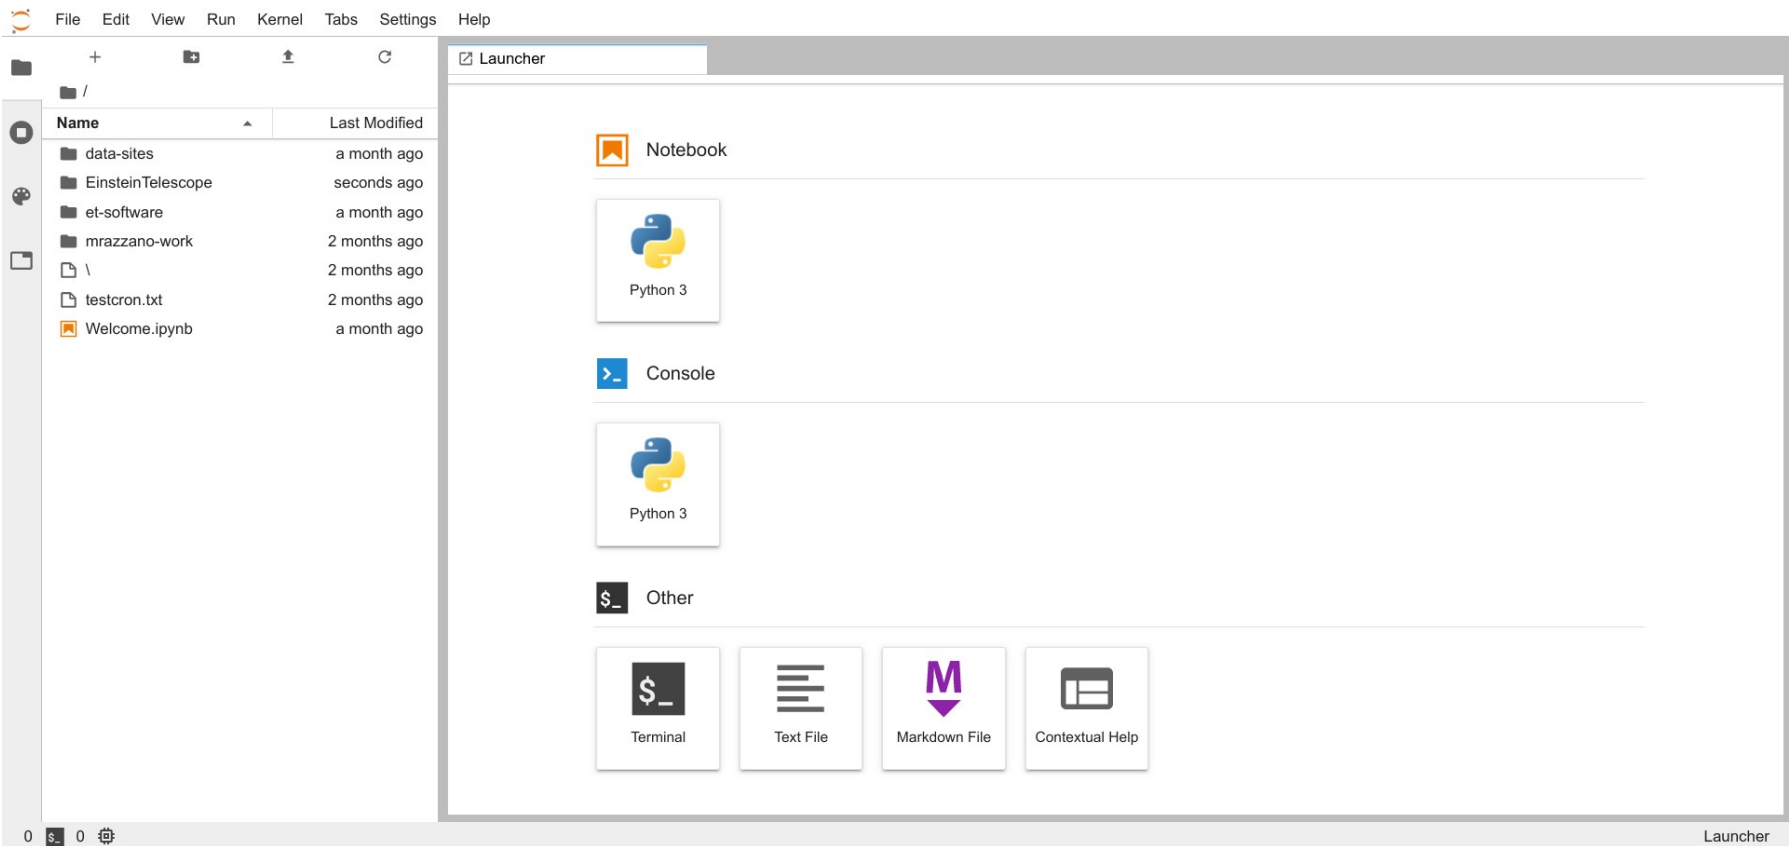 File Edit View Run Kernel Tabs Settings Help
Launcher
/
Name Last Modified
data-sites a month ago
EinsteinTelescope seconds ago
et-software a month ago
mrazzano-work 2 months ago
\ 2 months ago
testcron.txt 2 months ago
Welcome.ipynb a month ago
Notebook
Python 3
Console
>_
Python 3
$_ Other
$_
M
Terminal Text File Markdown File Contextual Help
0 $_ 0 Launcher